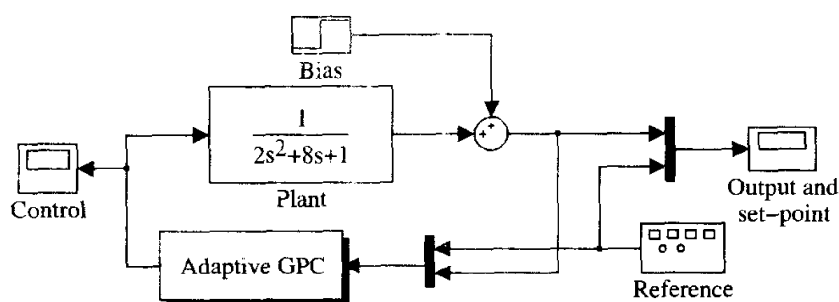 Bias
1
2s²+8s+1
Plant
+
+
Control
Output and
set-point
Adaptive GPC
Reference